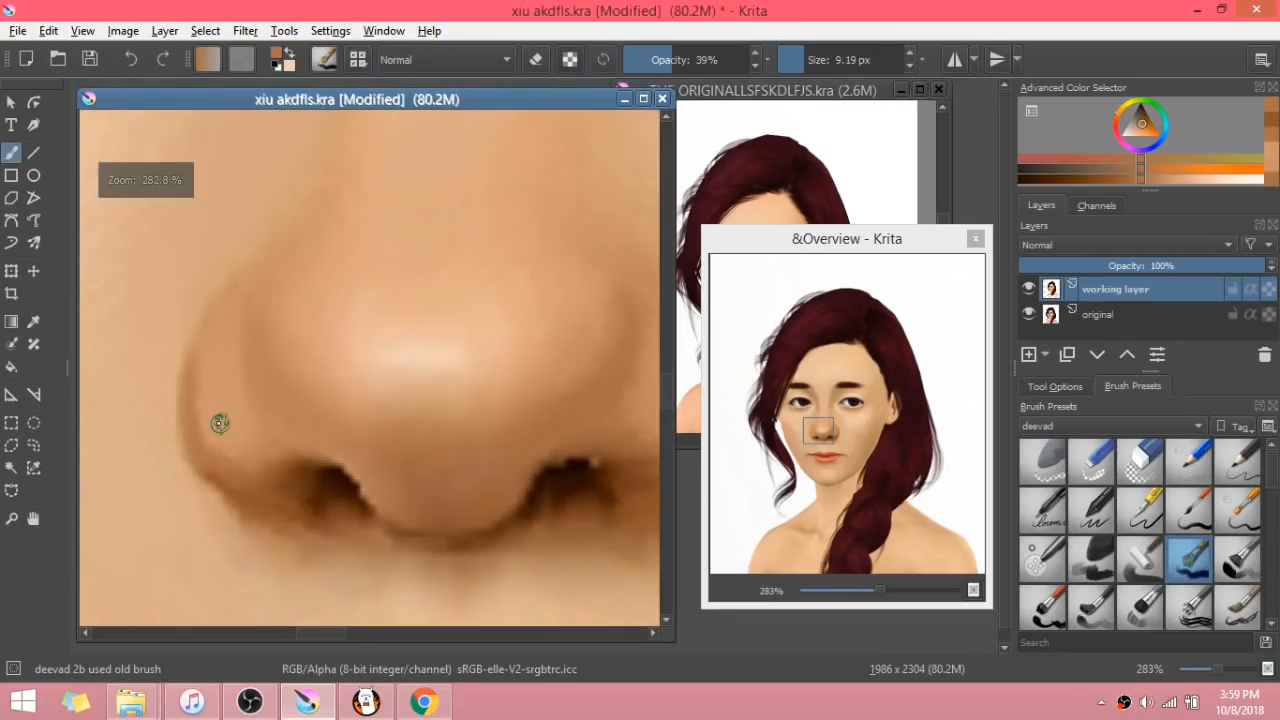 xiu akdfls.kra [Modified]  (80.2M) * - Krita
File Edit View Image Layer Select Filter Tools Settings Window Help
Normal
Opacity: 39%
Size: 9.19 px
xiu akdfls.kra [Modified]  (80.2M)
ORIGINALLSFSKDLFJS.kra (2.6M)
Advanced Color Selector
Zoom: 282.8 %
Layers Channels
Layers
&Overview - Krita
Normal
Opacity: 100%
working layer
original
Tool Options Brush Presets
Brush Presets
deevad
Tag
283%
Search
deevad 2b used old brush
RGB/Alpha (8-bit integer/channel)  sRGB-elle-V2-srgbtrc.icc
1986 x 2304 (80.2M)
283%
3:59 PM
10/8/2018